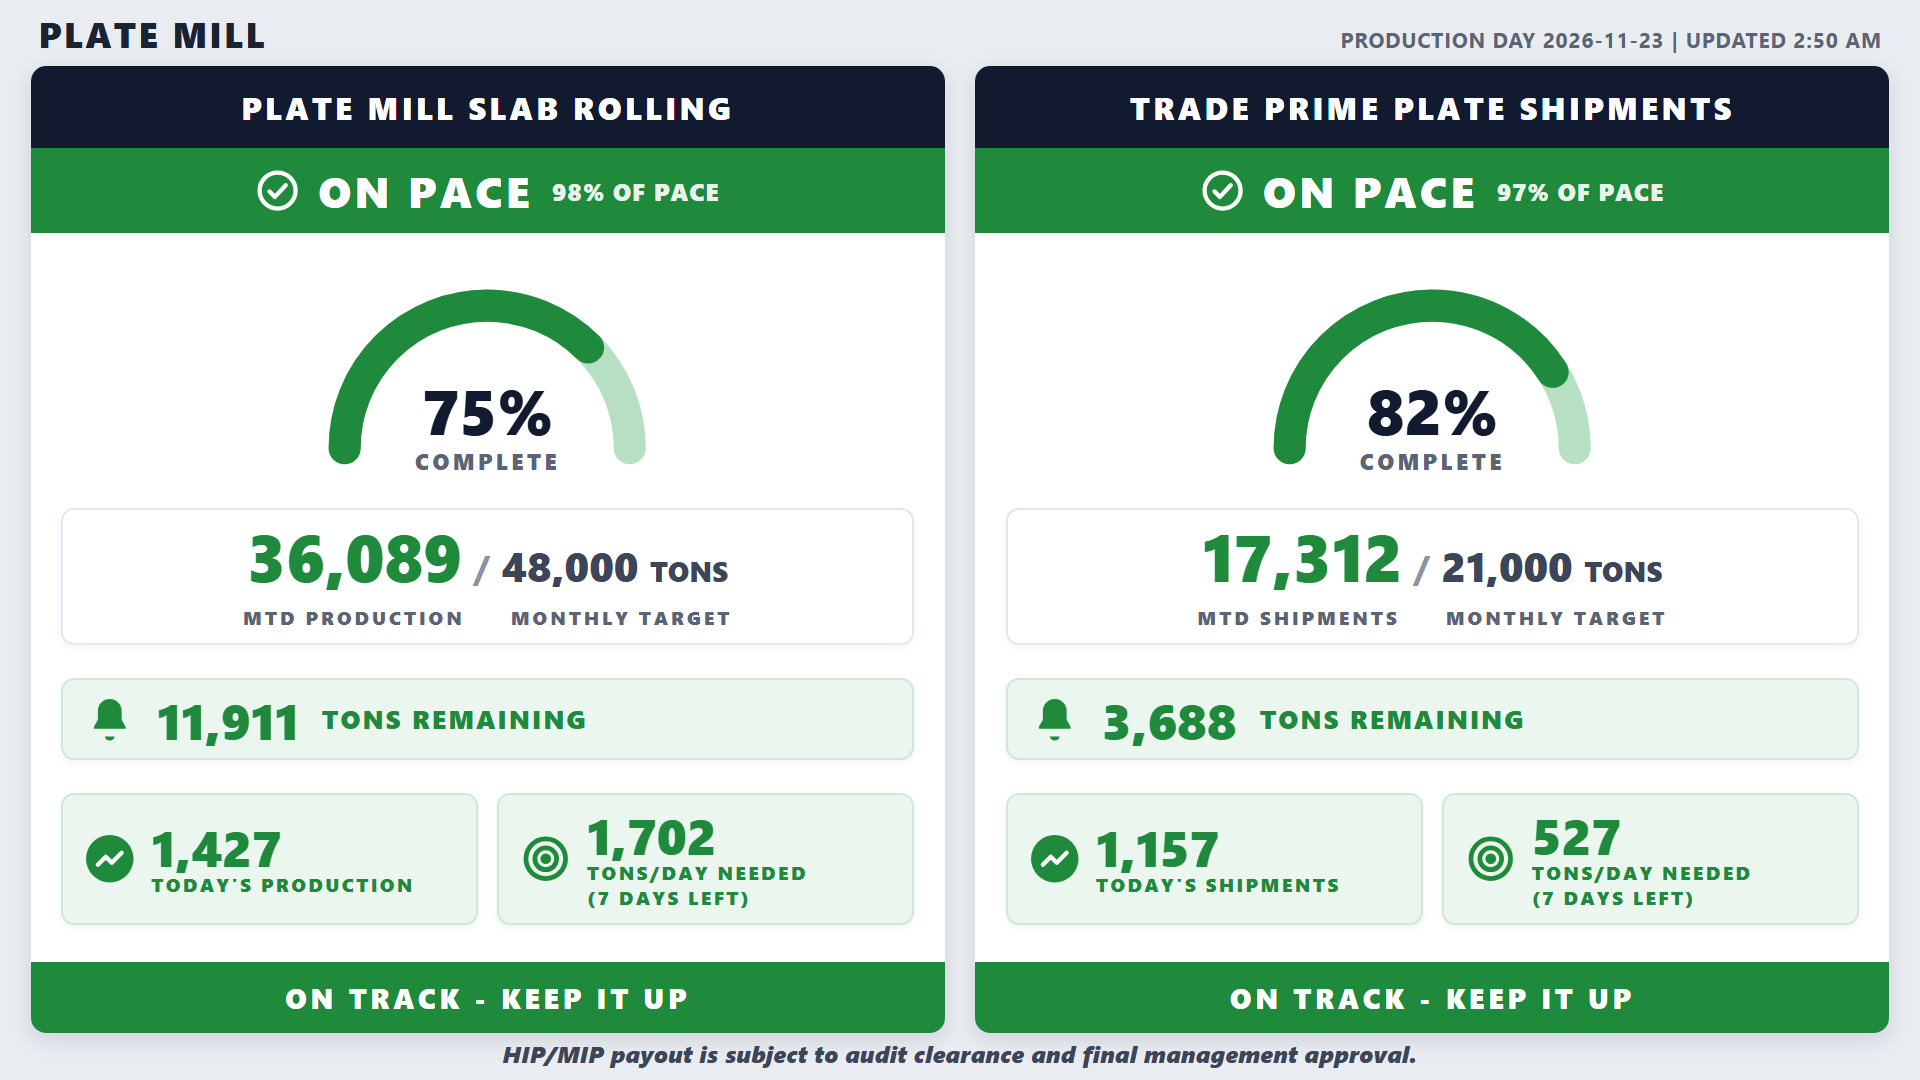 PLATE MILL
PRODUCTION DAY 2026-11-23 | UPDATED 2:50 AM
PLATE MILL SLAB ROLLING
ON PACE 98% OF PACE
75%
COMPLETE
36,089 / 48,000 TONS
MTD PRODUCTION MONTHLY TARGET
11,911 TONS REMAINING
1,427
TODAY'S PRODUCTION
1,702
TONS/DAY NEEDED
(7 DAYS LEFT)
ON TRACK - KEEP IT UP
TRADE PRIME PLATE SHIPMENTS
ON PACE 97% OF PACE
82%
COMPLETE
17,312 / 21,000 TONS
MTD SHIPMENTS MONTHLY TARGET
3,688 TONS REMAINING
1,157
TODAY'S SHIPMENTS
527
TONS/DAY NEEDED
(7 DAYS LEFT)
ON TRACK - KEEP IT UP
HIP/MIP payout is subject to audit clearance and final management approval.